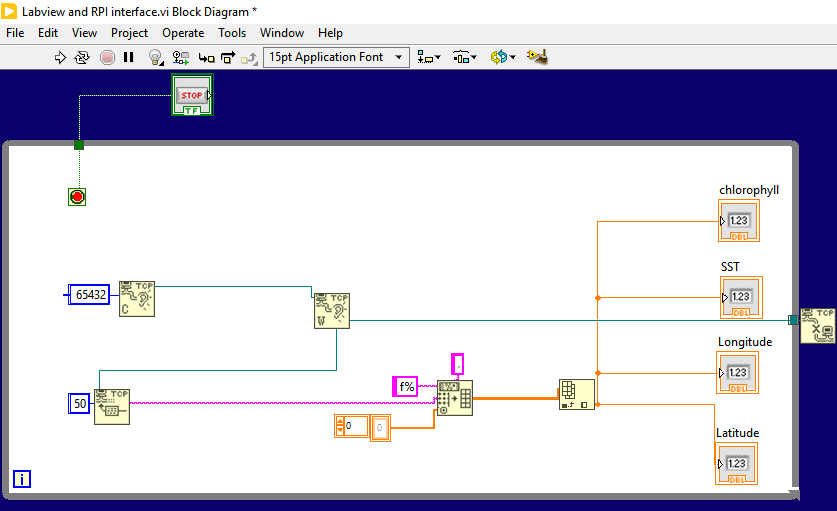 Labview and RPI interface.vi Block Diagram *
File Edit View Project Operate Tools Window Help
15pt Application Font
STOP
TF
chlorophyll
1.23
DBL
SST
1.23
DBL
65432
TCP
C
TCP
W
TCP
Longitude
1.23
DBL
f%
,
50
TCP
0
0
Latitude
1.23
DBL
i